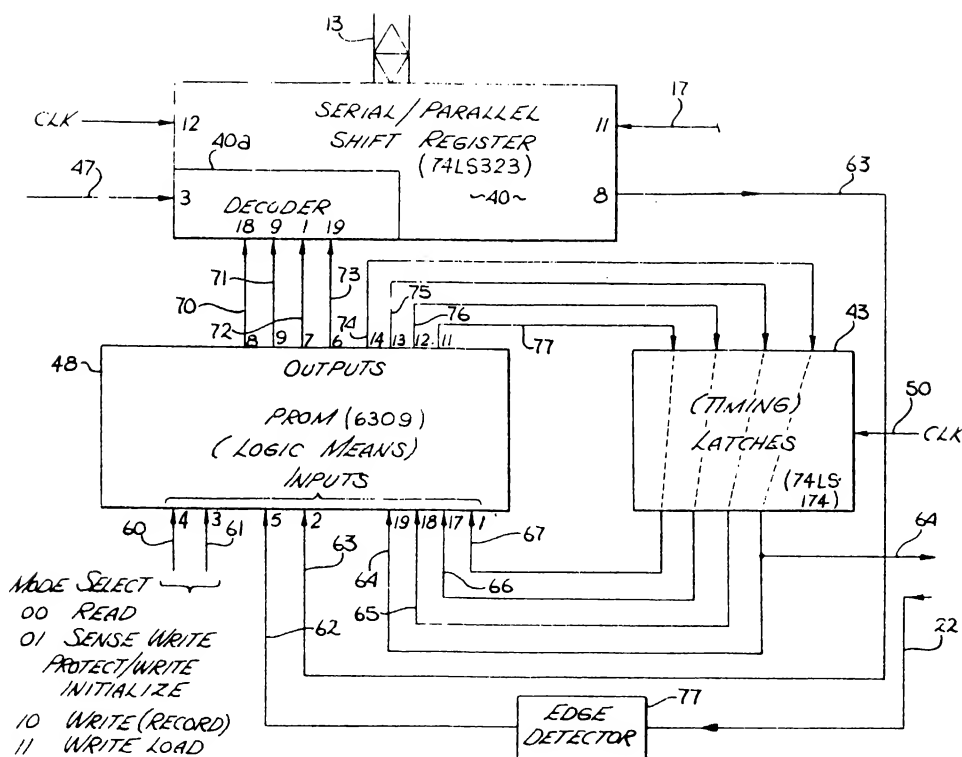 13
SERIAL/PARALLEL
SHIFT REGISTER
(74LS323)
~40~
CLK
12
11
17
40a
47
3
8
63
DECODER
18 9 1 19
70
71
72
73
74
75
76
77
8 9 7 6 14 13 12 11
43
48
OUTPUTS
PROM (6309)
(LOGIC MEANS)
INPUTS
(TIMING)
LATCHES
(74LS
174)
50
CLK
60
4
3
61
5
2
19
18
17
1
67
63
64
66
65
62
64
22
MODE SELECT
00 READ
01 SENSE WRITE
PROTECT/WRITE
INITIALIZE
10 WRITE (RECORD)
11 WRITE LOAD
77
EDGE
DETECTOR